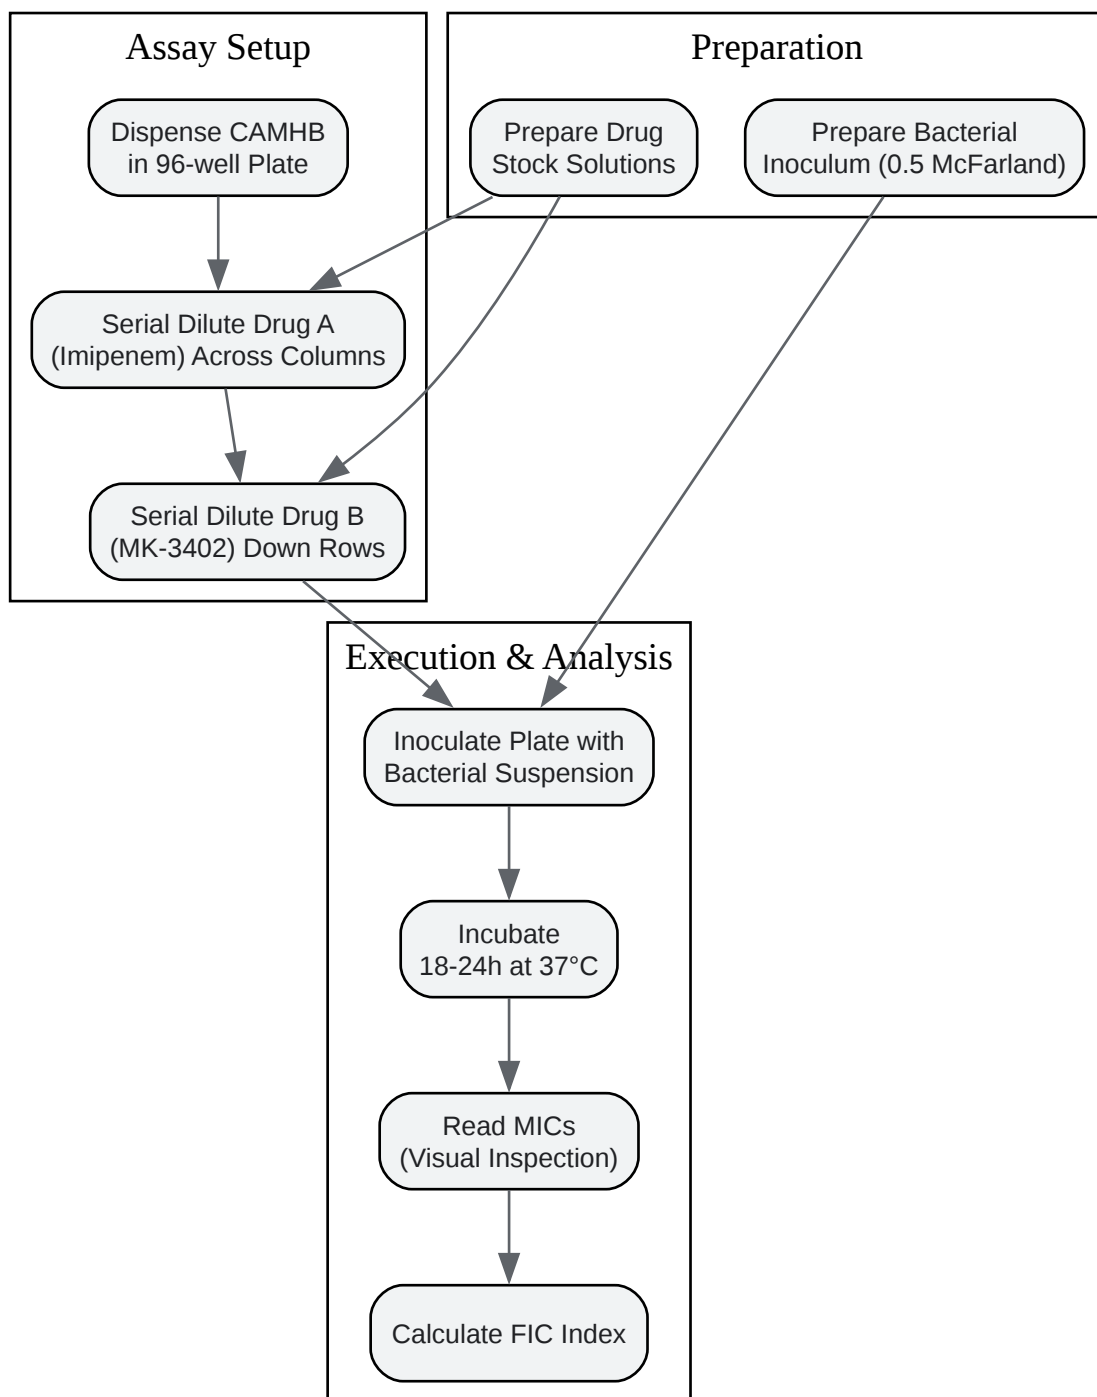 Assay Setup
Dispense CAMHB
in 96-well Plate
Serial Dilute Drug A
(Imipenem) Across Columns
Serial Dilute Drug B
(MK-3402) Down Rows
Preparation
Prepare Drug
Stock Solutions
Prepare Bacterial
Inoculum (0.5 McFarland)
Execution & Analysis
Inoculate Plate with
Bacterial Suspension
Incubate
18-24h at 37°C
Read MICs
(Visual Inspection)
Calculate FIC Index